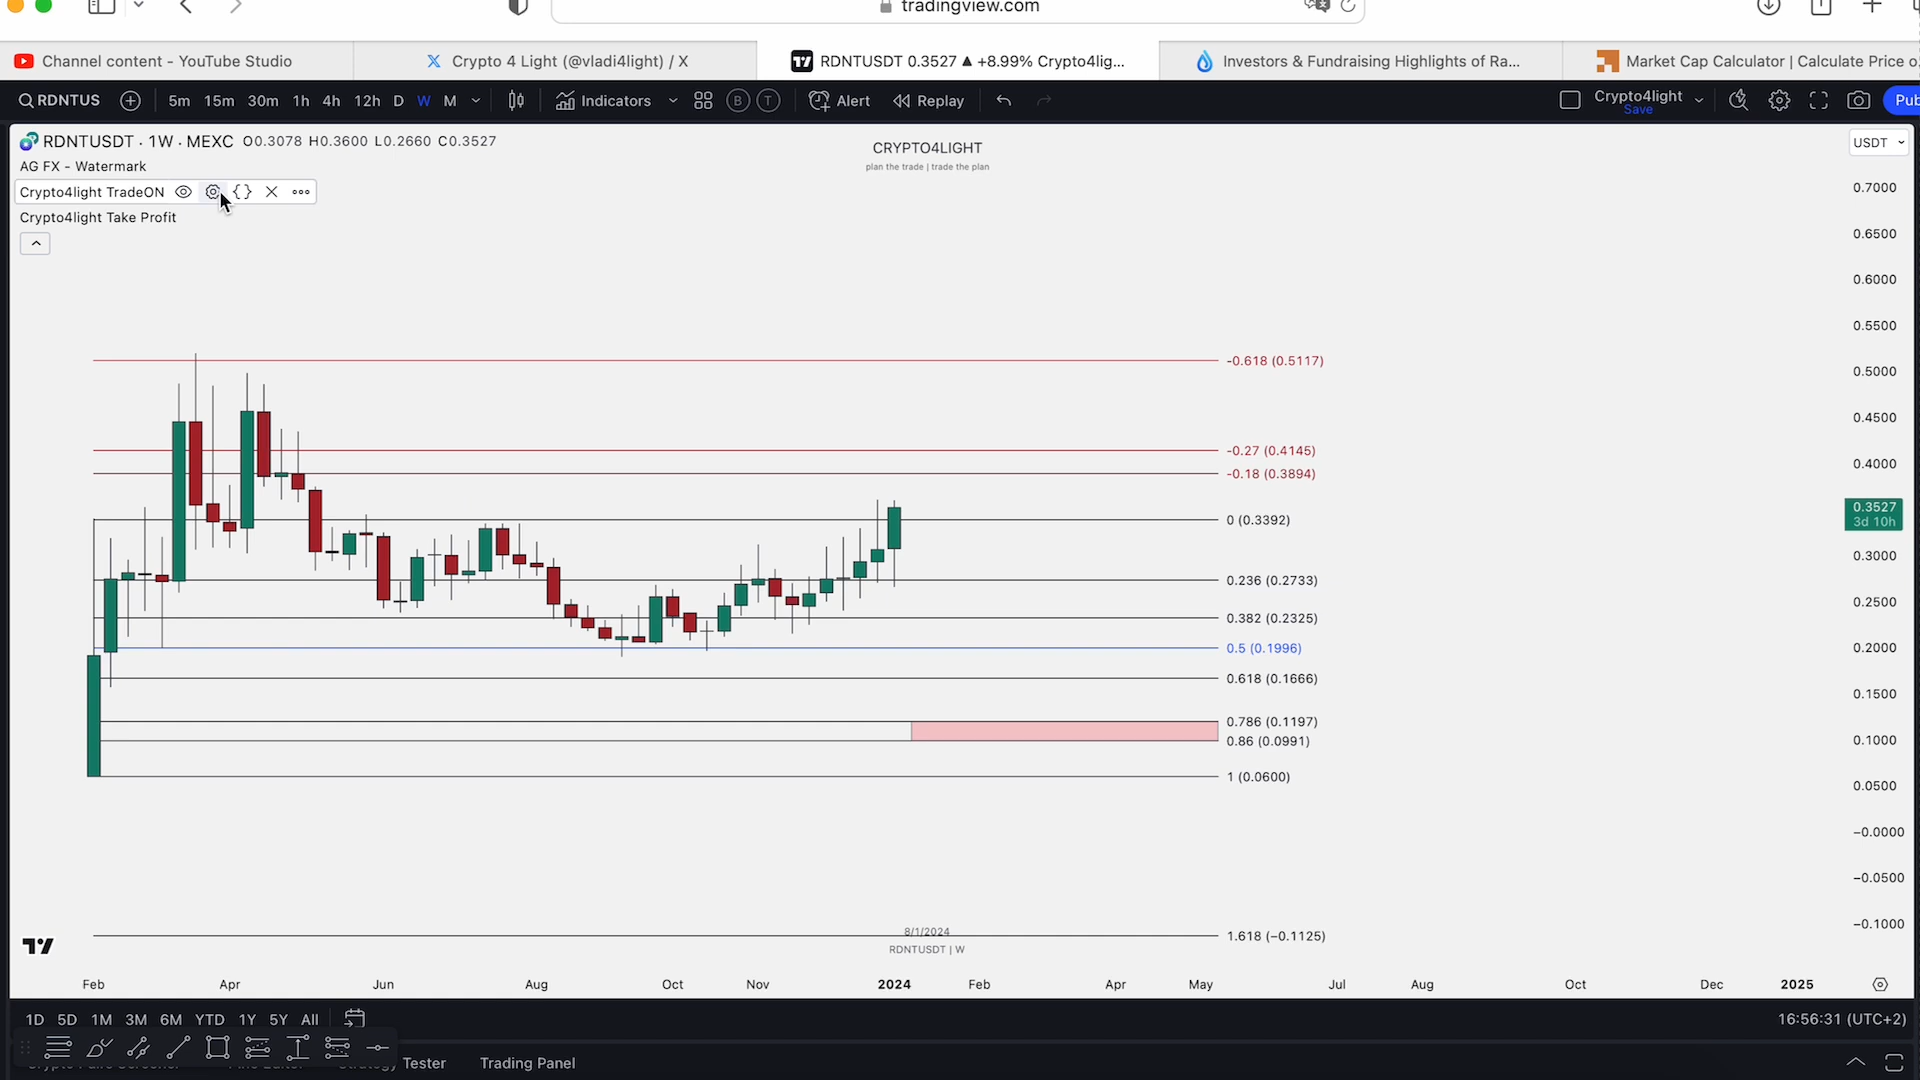 tradingview.com
Channel content - YouTube Studio
Crypto 4 Light (@vladi4light) / X
RDNTUSDT 0.3527 ▲ +8.99% Crypto4lig...
Investors & Fundraising Highlights of Ra...
Market Cap Calculator | Calculate Price o
RDNTUS 5m 15m 30m 1h 4h 12h D W M Indicators B T Alert Replay
Crypto4light
Save
Pub
RDNTUSDT · 1W · MEXC O0.3078 H0.3600 L0.2660 C0.3527
AG FX - Watermark
Crypto4light TradeON
Crypto4light Take Profit
CRYPTO4LIGHT
plan the trade | trade the plan
USDT
0.7000
0.6500
0.6000
0.5500
0.5000
0.4500
0.4000
0.3527
3d 10h
0.3000
0.2500
0.2000
0.1500
0.1000
0.0500
−0.0000
−0.0500
−0.1000
-0.618 (0.5117)
-0.27 (0.4145)
-0.18 (0.3894)
0 (0.3392)
0.236 (0.2733)
0.382 (0.2325)
0.5 (0.1996)
0.618 (0.1666)
0.786 (0.1197)
0.86 (0.0991)
1 (0.0600)
1.618 (−0.1125)
8/1/2024
RDNTUSDT | W
Feb Apr Jun Aug Oct Nov 2024 Feb Apr May Jul Aug Oct Dec 2025
1D 5D 1M 3M 6M YTD 1Y 5Y All
16:56:31 (UTC+2)
Tester Trading Panel